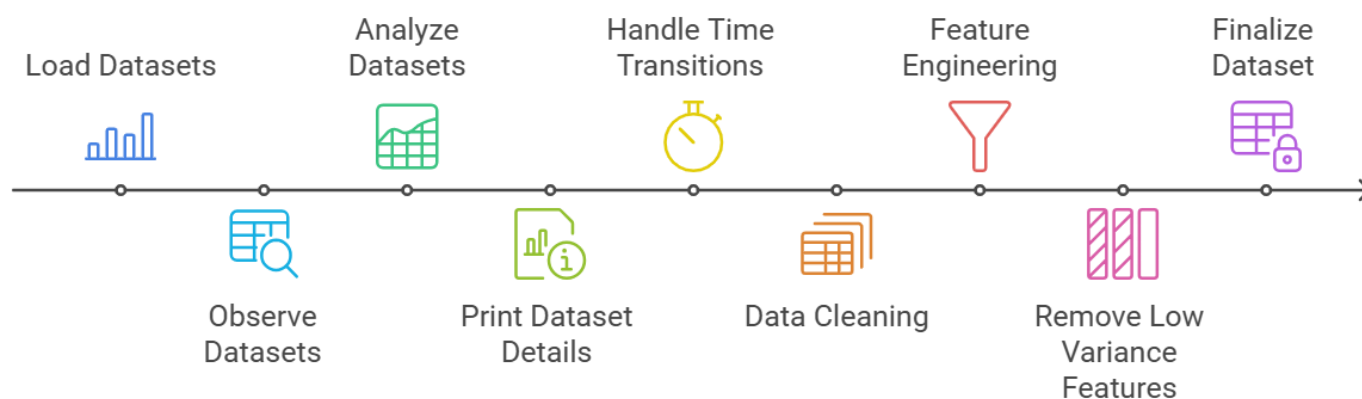 Load Datasets
Observe
Datasets
Analyze
Datasets
Print Dataset
Details
Handle Time
Transitions
Data Cleaning
Feature
Engineering
Remove Low
Variance
Features
Finalize
Dataset